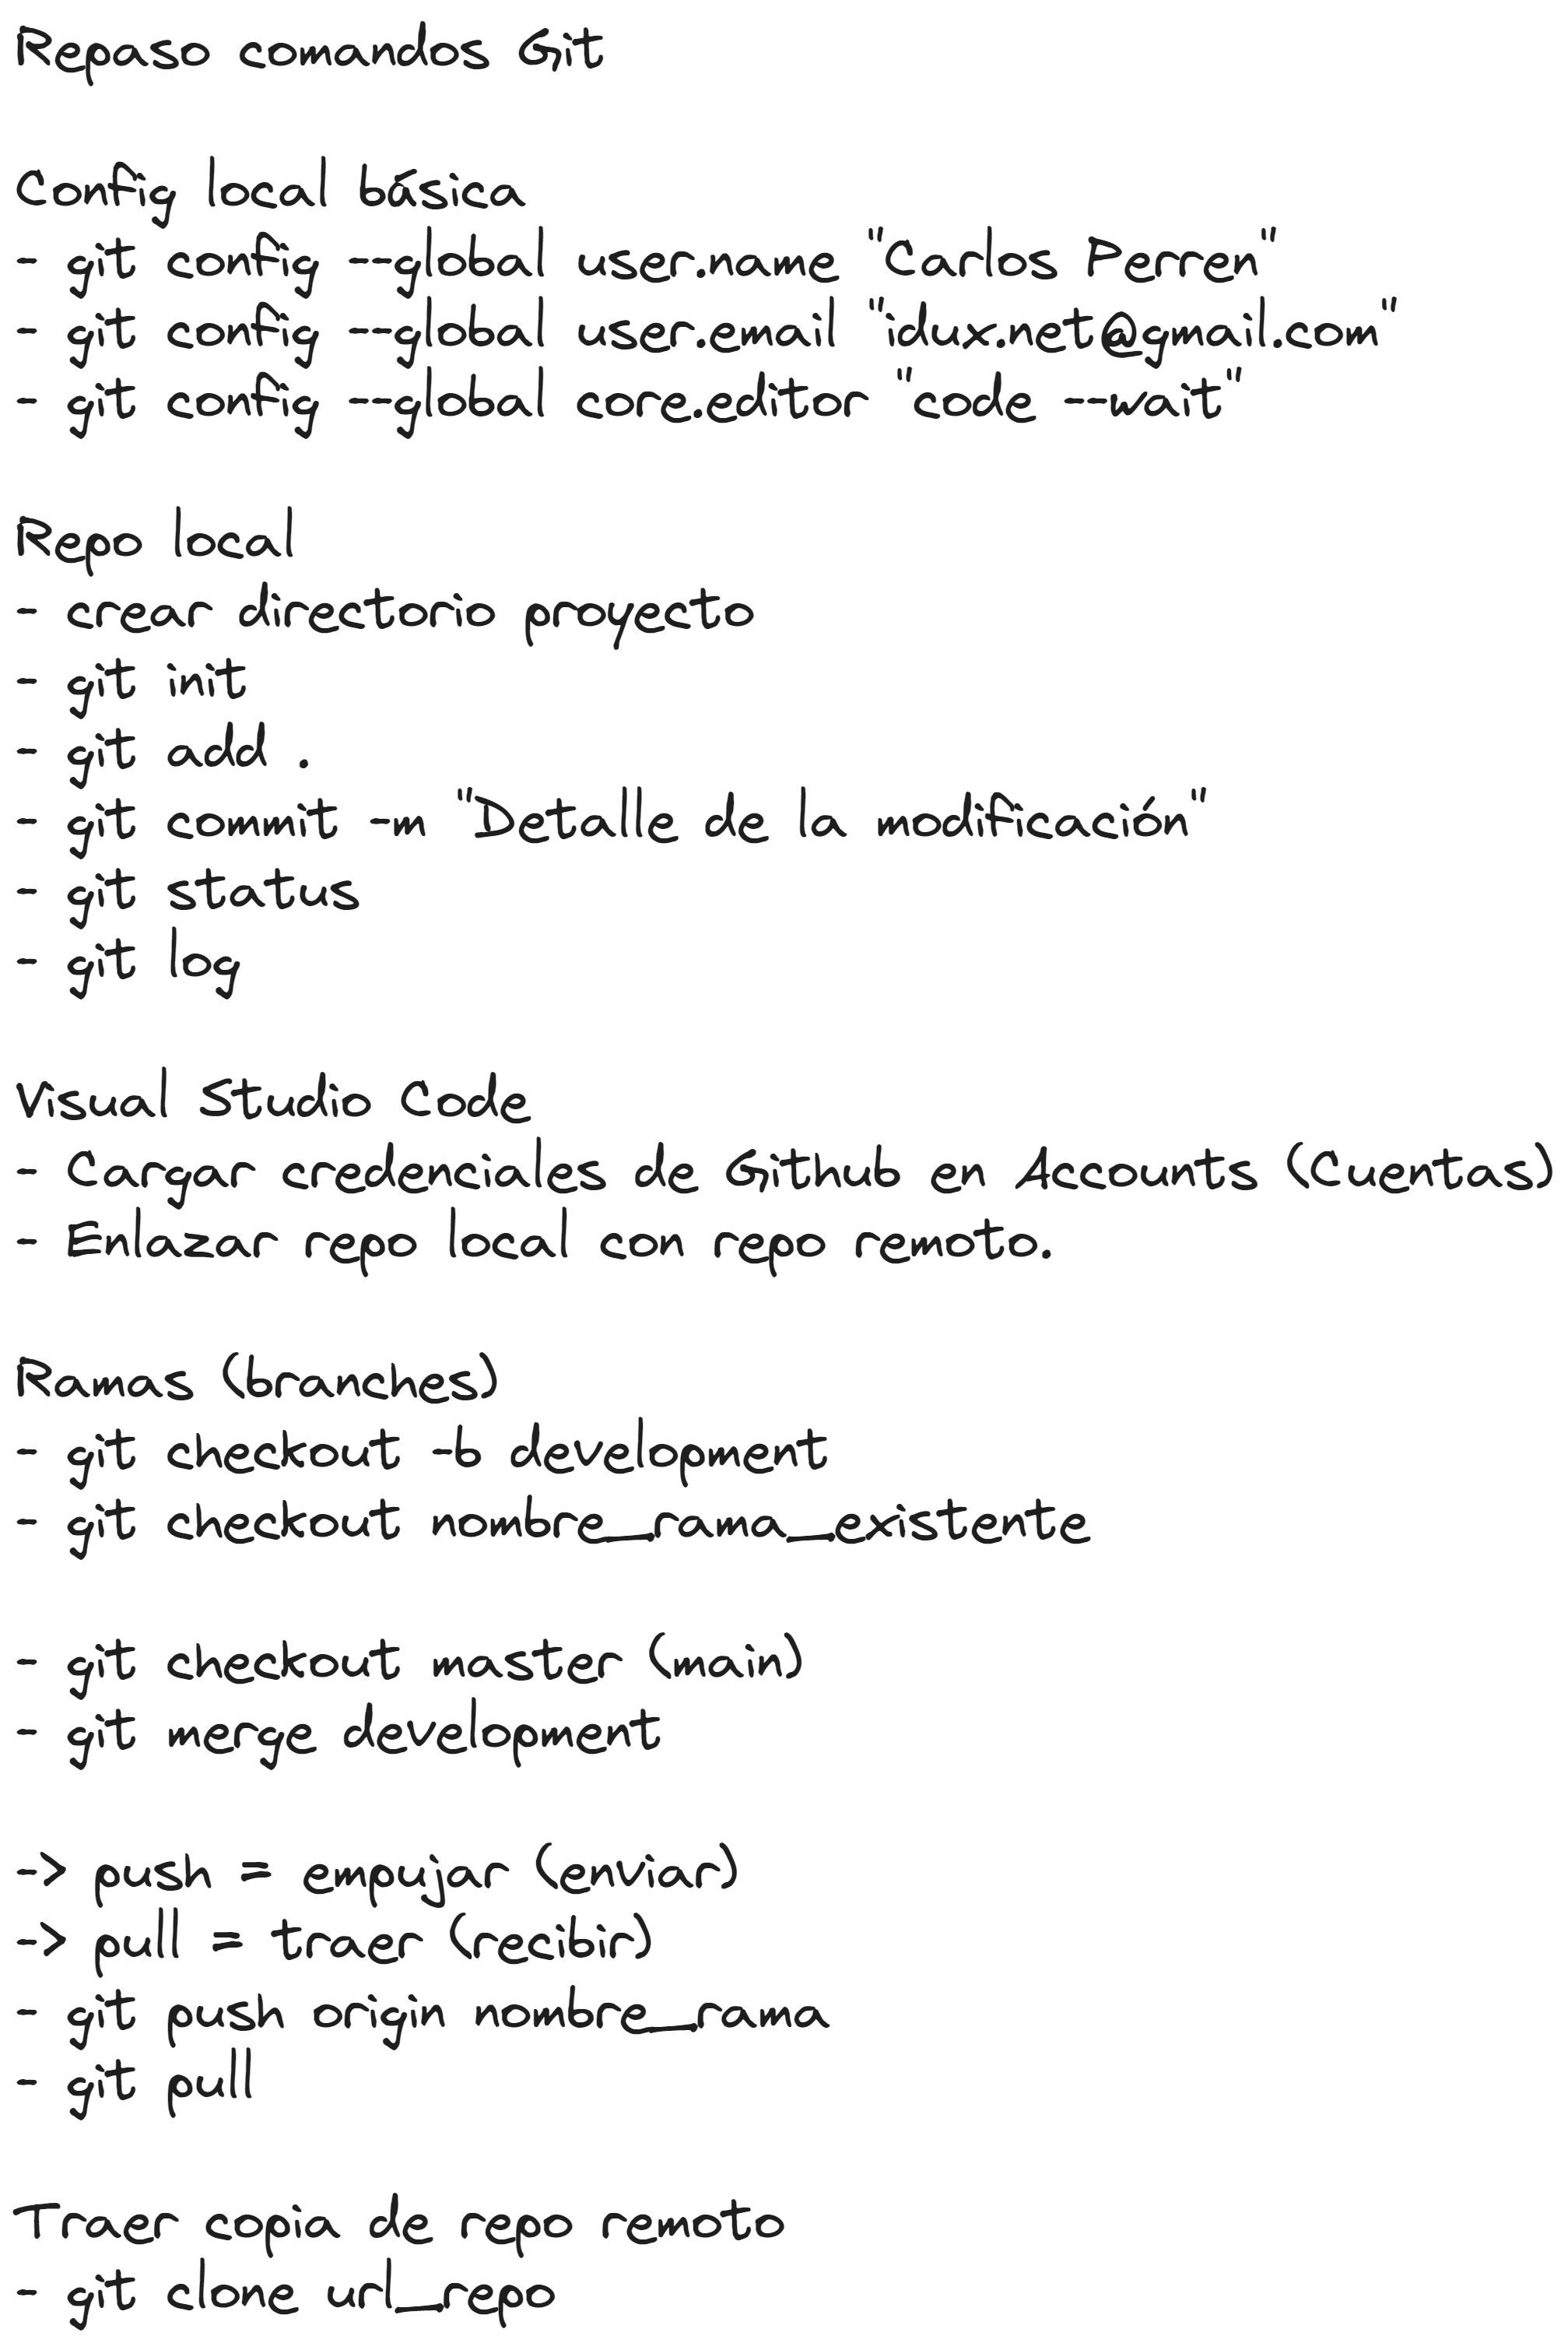 Repaso comandos Git
Config local básica
- git config --global user.name "Carlos Perren"
- git config --global user.email "idux.net@gmail.com"
- git config --global core.editor "code --wait"
Repo local
- crear directorio proyecto
- git init
- git add .
- git commit -m "Detalle de la modificación"
- git status
- git log
Visual Studio Code
- Cargar credenciales de Github en Accounts (Cuentas)
- Enlazar repo local con repo remoto.
Ramas (branches)
- git checkout -b development
- git checkout nombre_rama_existente
- git checkout master (main)
- git merge development
-> push = empujar (enviar)
-> pull = traer (recibir)
- git push origin nombre_rama
- git pull
Traer copia de repo remoto
- git clone url_repo